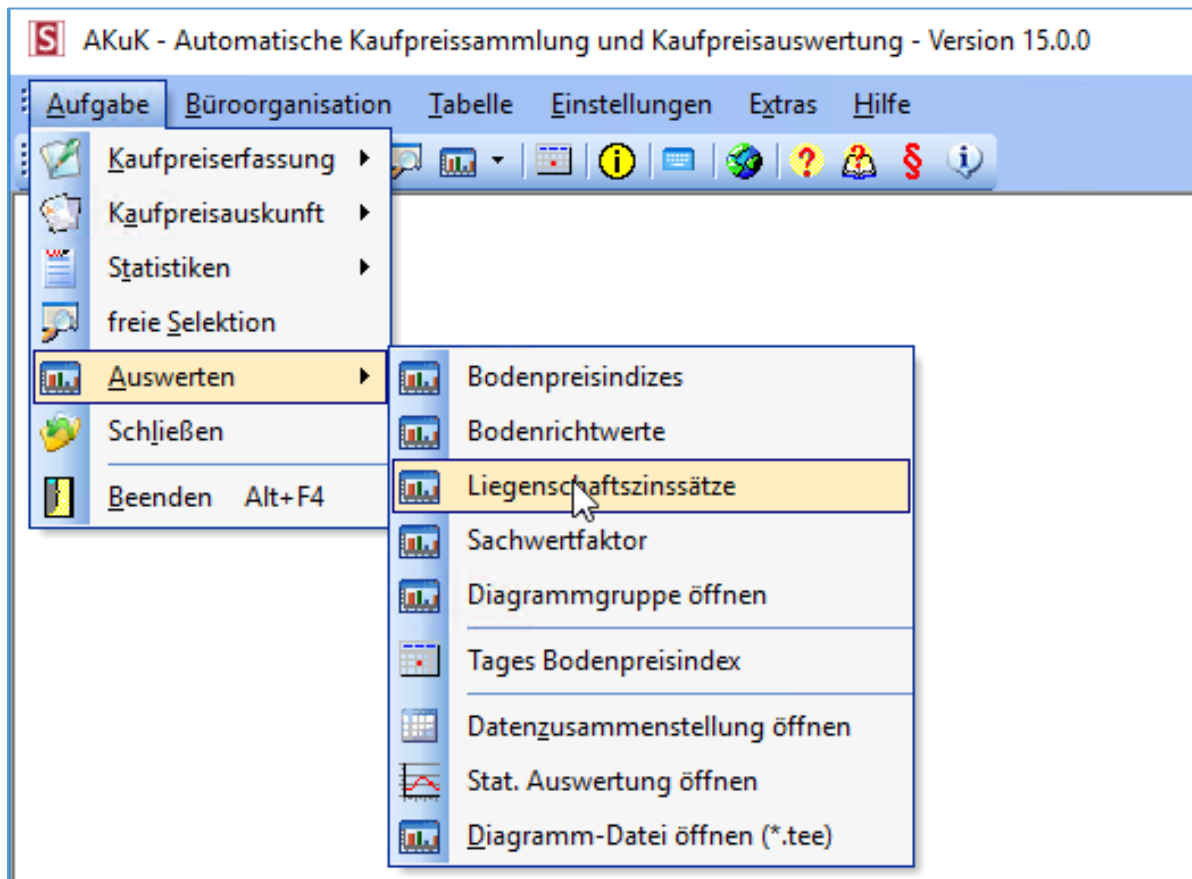 S AKuK - Automatische Kaufpreissammlung und Kaufpreisauswertung - Version 15.0.0
Aufgabe Büroorganisation Tabelle Einstellungen Extras Hilfe
Kaufpreiserfassung
Kaufpreisauskunft
Statistiken
freie Selektion
Auswerten
Schließen
Beenden Alt+F4
Bodenpreisindizes
Bodenrichtwerte
Liegenschaftszinssätze
Sachwertfaktor
Diagrammgruppe öffnen
Tages Bodenpreisindex
Datenzusammenstellung öffnen
Stat. Auswertung öffnen
Diagramm-Datei öffnen (*.tee)